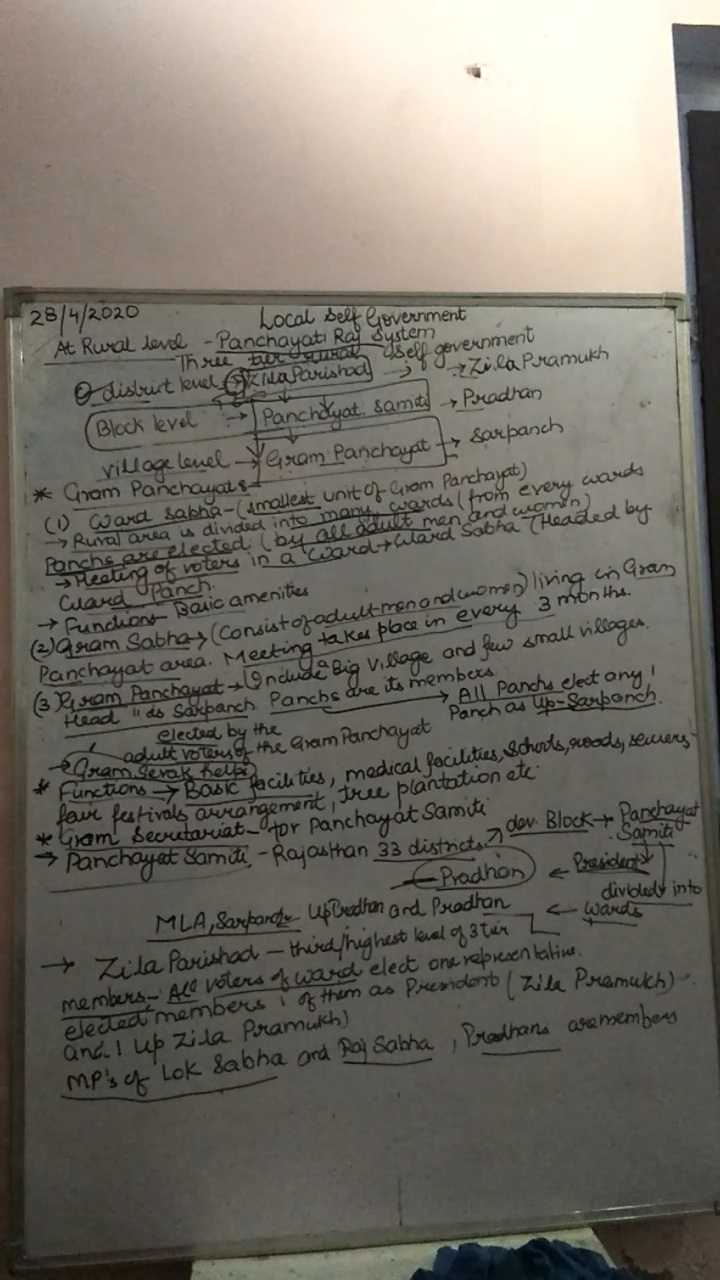 28/4/2020 Local Self Government
At Rural level - Panchayati Raj System
Three tier rural self government
district level → Zila Parishad → Zila Pramukh
Block level → Panchayat Samiti → Pradhan
village level → Gram Panchayat → Sarpanch
* Gram Panchayat :-
(1) Ward Sabha - (smallest unit of Gram Panchayat)
→ Rural area is divided into many wards (from every wards
Panchs are elected (by all adult men and women)
→ Meeting of voters in a ward → Ward Sabha (Headed by
Ward Panch.
→ Functions Basic amenities
(2) Gram Sabha → (Consist of adult men and women) living in Gram
Panchayat area. Meeting takes place in every 3 months.
(3) Gram Panchayat → (Include Big Village and few small villages.
Head is Sarpanch Panchs are its members. → All Panchs elect any 1
elected by the Panch as Up-Sarpanch.
adult voters of the Gram Panchayat
→ Gram Sevak helps
* Functions → Basic facilities, medical facilities, Schools, roads, sewers
fair festivals arrangement, tree plantation etc.
* Gram Secretariat - for Panchayat Samiti
→ Panchayat Samiti - Rajasthan 33 districts → dev. Block → Panchayat Samiti
Pradhan ← President
divided into
MLA, Sarpanch UpPradhan and Pradhan ← wards
→ Zila Parishad - third/highest level of 3 tier
members - All voters of ward elect one representative.
elected members 1 of them as President (Zila Pramukh)
and 1 Up Zila Pramukh)
MP's of Lok Sabha and Raj Sabha, Pradhans are members